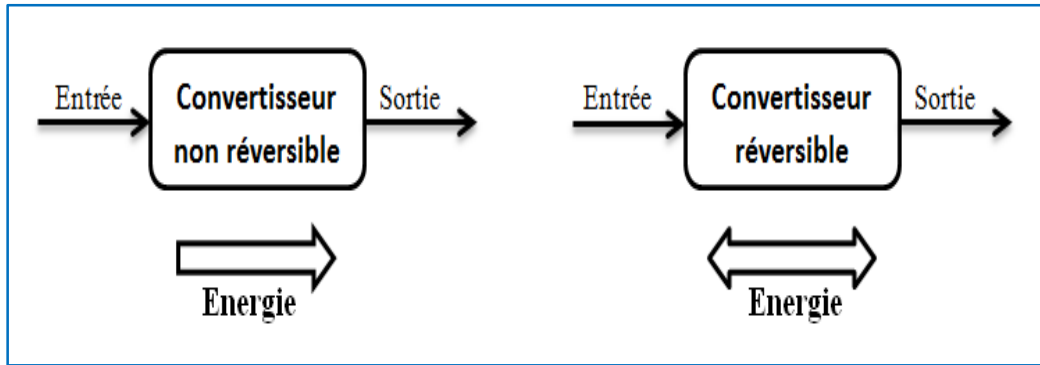 Entrée
Convertisseur
non réversible
Sortie
Energie
Entrée
Convertisseur
réversible
Sortie
Energie